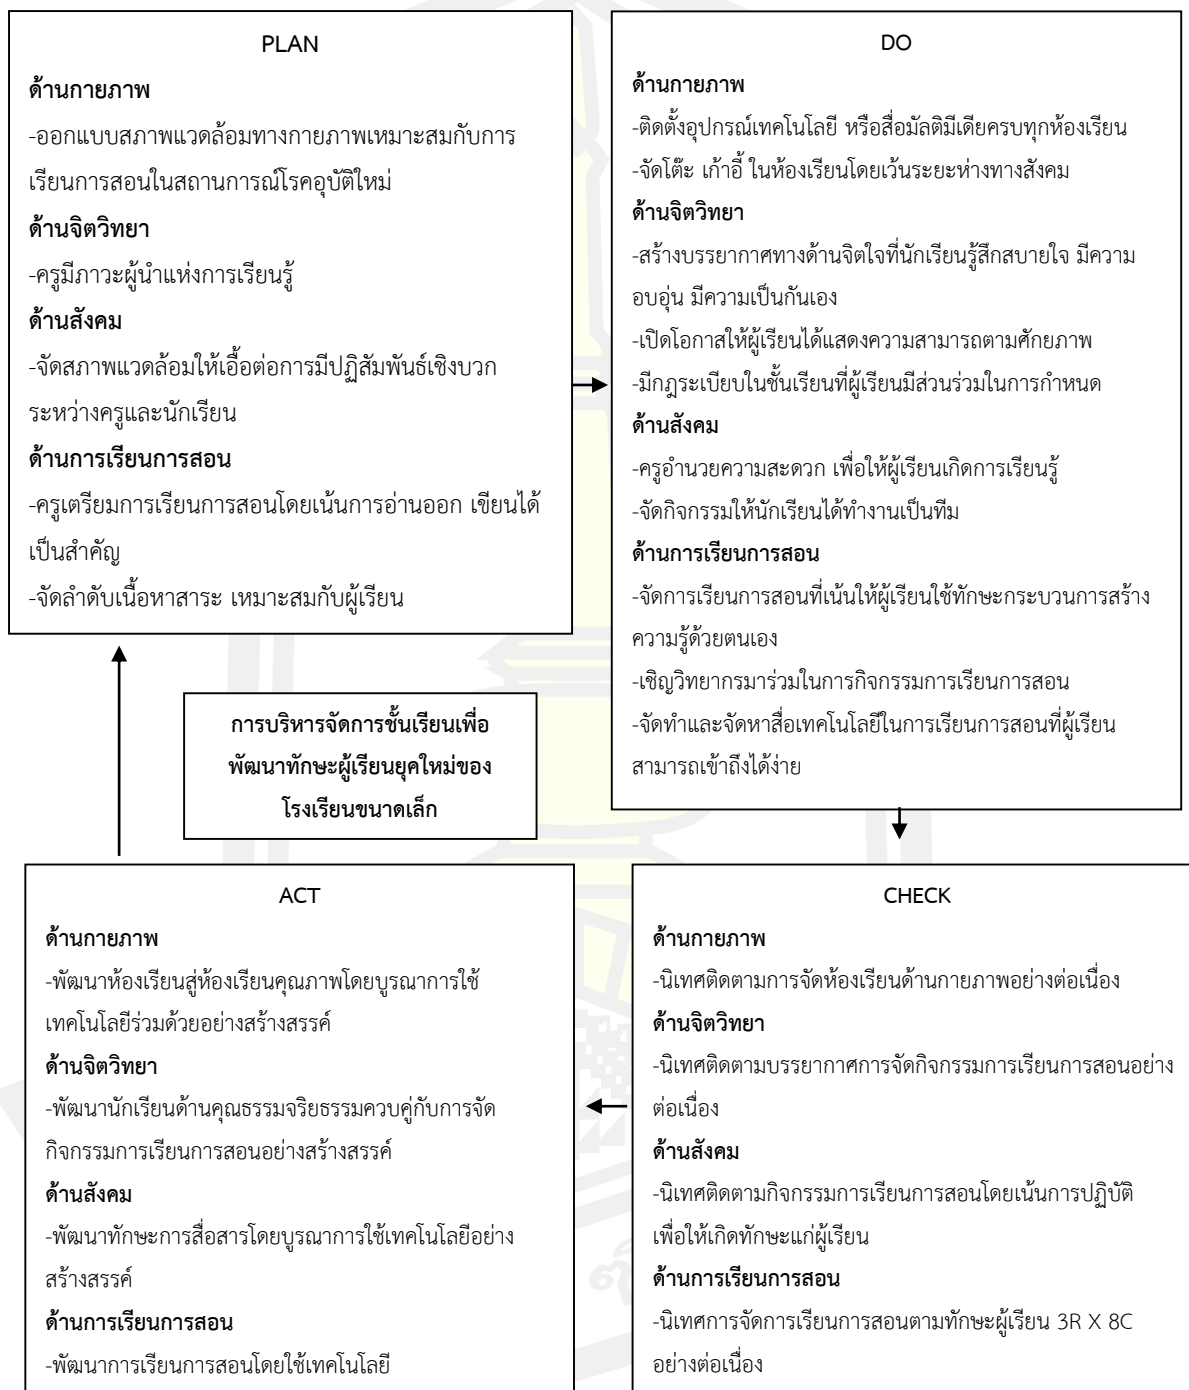 PLAN
ด้านกายภาพ
-ออกแบบสภาพแวดล้อมทางกายภาพเหมาะสมกับการ
เรียนการสอนในสถานการณ์โรคอุบัติใหม่
ด้านจิตวิทยา
-ครูมีภาวะผู้นำแห่งการเรียนรู้
ด้านสังคม
-จัดสภาพแวดล้อมให้เอื้อต่อการมีปฏิสัมพันธ์เชิงบวก
ระหว่างครูและนักเรียน
ด้านการเรียนการสอน
-ครูเตรียมการเรียนการสอนโดยเน้นการอ่านออก เขียนได้
เป็นสำคัญ
-จัดลำดับเนื้อหาสาระ เหมาะสมกับผู้เรียน
DO
ด้านกายภาพ
-ติดตั้งอุปกรณ์เทคโนโลยี หรือสื่อมัลติมีเดียครบทุกห้องเรียน
-จัดโต๊ะ เก้าอี้ ในห้องเรียนโดยเว้นระยะห่างทางสังคม
ด้านจิตวิทยา
-สร้างบรรยากาศทางด้านจิตใจที่นักเรียนรู้สึกสบายใจ มีความ
อบอุ่น มีความเป็นกันเอง
-เปิดโอกาสให้ผู้เรียนได้แสดงความสามารถตามศักยภาพ
-มีกฎระเบียบในชั้นเรียนที่ผู้เรียนมีส่วนร่วมในการกำหนด
ด้านสังคม
-ครูอำนวยความสะดวก เพื่อให้ผู้เรียนเกิดการเรียนรู้
-จัดกิจกรรมให้นักเรียนได้ทำงานเป็นทีม
ด้านการเรียนการสอน
-จัดการเรียนการสอนที่เน้นให้ผู้เรียนใช้ทักษะกระบวนการสร้าง
ความรู้ด้วยตนเอง
-เชิญวิทยากรมาร่วมในการกิจกรรมการเรียนการสอน
-จัดทำและจัดหาสื่อเทคโนโลยีในการเรียนการสอนที่ผู้เรียน
สามารถเข้าถึงได้ง่าย
การบริหารจัดการชั้นเรียนเพื่อ
พัฒนาทักษะผู้เรียนยุคใหม่ของ
โรงเรียนขนาดเล็ก
ACT
ด้านกายภาพ
-พัฒนาห้องเรียนสู่ห้องเรียนคุณภาพโดยบูรณาการใช้
เทคโนโลยีร่วมด้วยอย่างสร้างสรรค์
ด้านจิตวิทยา
-พัฒนานักเรียนด้านคุณธรรมจริยธรรมควบคู่กับการจัด
กิจกรรมการเรียนการสอนอย่างสร้างสรรค์
ด้านสังคม
-พัฒนาทักษะการสื่อสารโดยบูรณาการใช้เทคโนโลยีอย่าง
สร้างสรรค์
ด้านการเรียนการสอน
-พัฒนาการเรียนการสอนโดยใช้เทคโนโลยี
CHECK
ด้านกายภาพ
-นิเทศติดตามการจัดห้องเรียนด้านกายภาพอย่างต่อเนื่อง
ด้านจิตวิทยา
-นิเทศติดตามบรรยากาศการจัดกิจกรรมการเรียนการสอนอย่าง
ต่อเนื่อง
ด้านสังคม
-นิเทศติดตามกิจกรรมการเรียนการสอนโดยเน้นการปฏิบัติ
เพื่อให้เกิดทักษะแก่ผู้เรียน
ด้านการเรียนการสอน
-นิเทศการจัดการเรียนการสอนตามทักษะผู้เรียน 3R X 8C
อย่างต่อเนื่อง